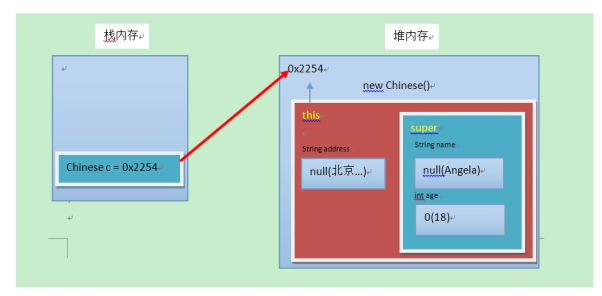 栈内存
堆内存
0x2254
new Chinese()
this
super
String address
String name
null(北京...)
null(Angela)
int age
Chinese c = 0x2254
0(18)